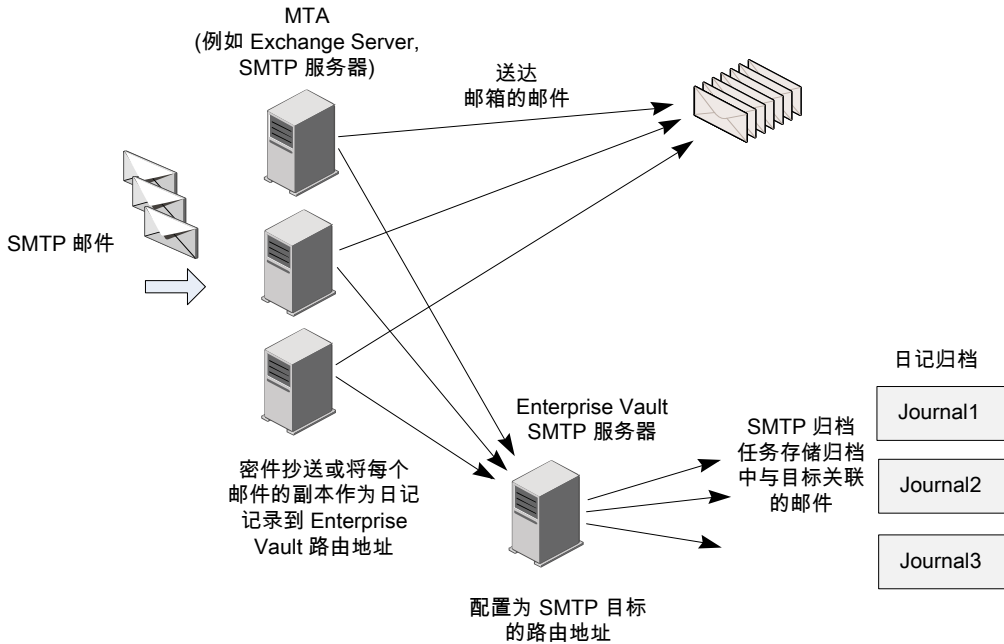 MTA
(例如 Exchange Server,
SMTP 服务器)
送达
邮箱的邮件
SMTP 邮件
日记归档
Enterprise Vault
SMTP 服务器
SMTP 归档
任务存储归档
中与目标关联
的邮件
Journal1
Journal2
Journal3
密件抄送或将每个
邮件的副本作为日记
记录到 Enterprise
Vault 路由地址
配置为 SMTP 目标
的路由地址